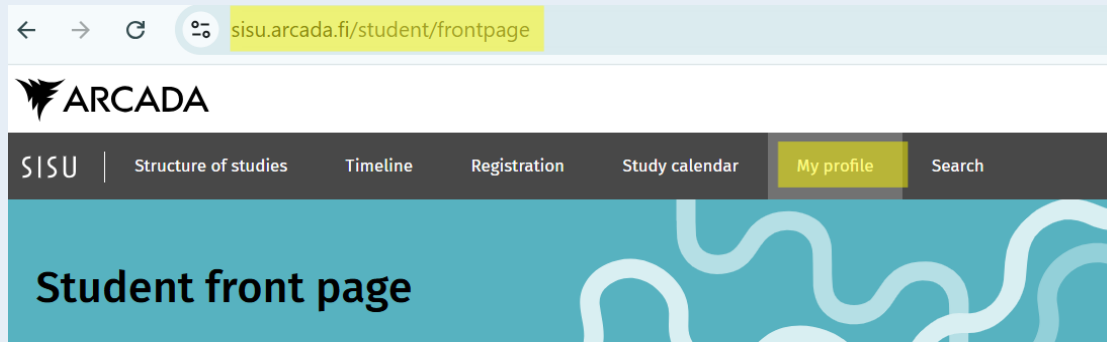 sisu.arcada.fi/student/frontpage
ARCADA
SISU Structure of studies Timeline Registration Study calendar My profile Search
Student front page